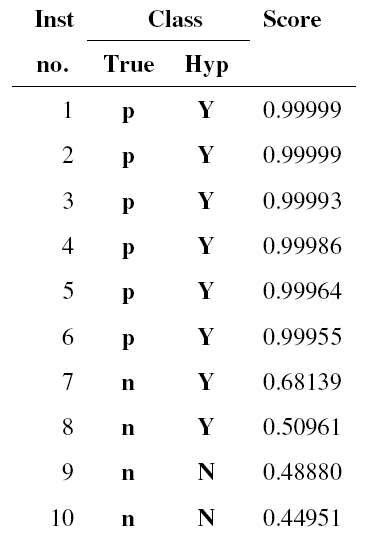 Inst Class Score
no. True Hyp
1 p Y 0.99999
2 p Y 0.99999
3 p Y 0.99993
4 p Y 0.99986
5 p Y 0.99964
6 p Y 0.99955
7 n Y 0.68139
8 n Y 0.50961
9 n N 0.48880
10 n N 0.44951